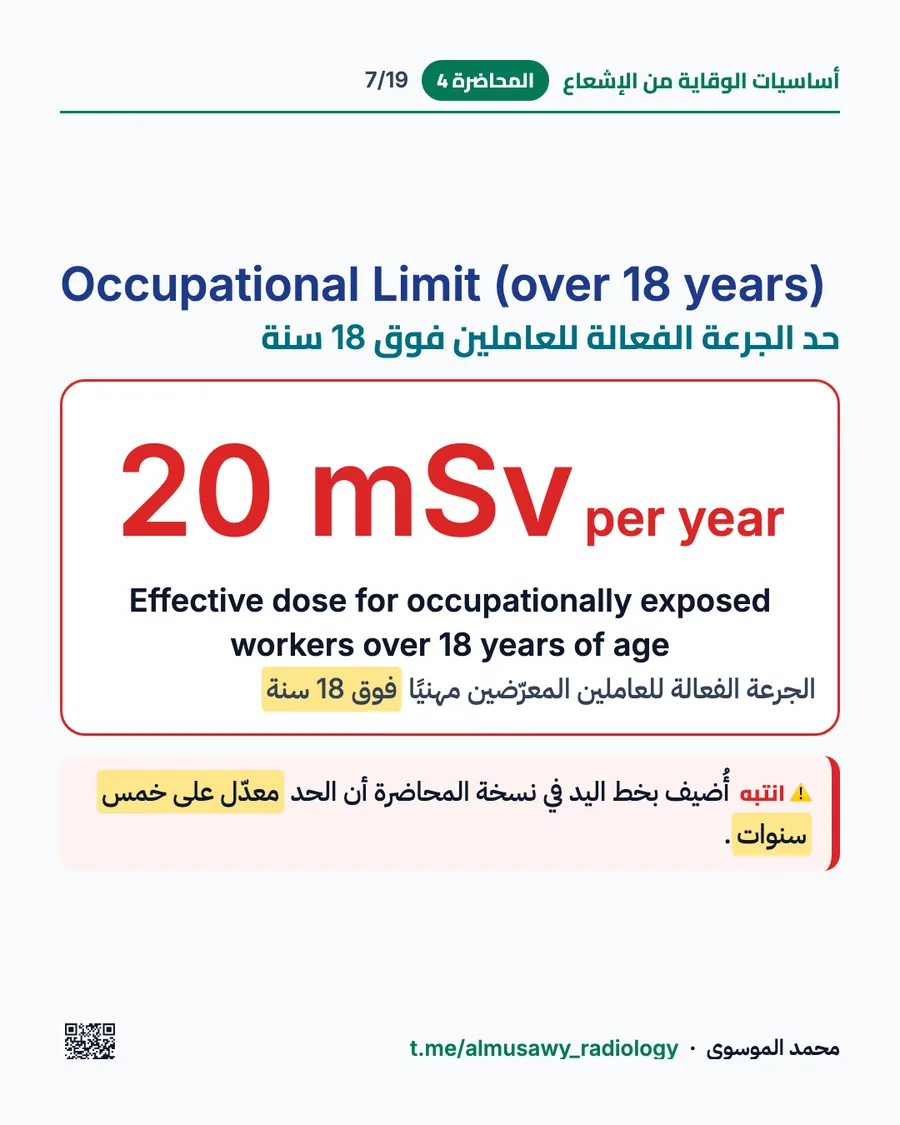 أساسيات الوقاية من الإشعاع المحاضرة 4 7/19
Occupational Limit (over 18 years)
حد الجرعة الفعالة للعاملين فوق 18 سنة
20 mSv per year
Effective dose for occupationally exposed
workers over 18 years of age
الجرعة الفعالة للعاملين المعرّضين مهنيًا فوق 18 سنة
⚠️ انتبه أُضيف بخط اليد في نسخة المحاضرة أن الحد معدّل على خمس
سنوات.
محمد الموسوي · t.me/almusawy_radiology